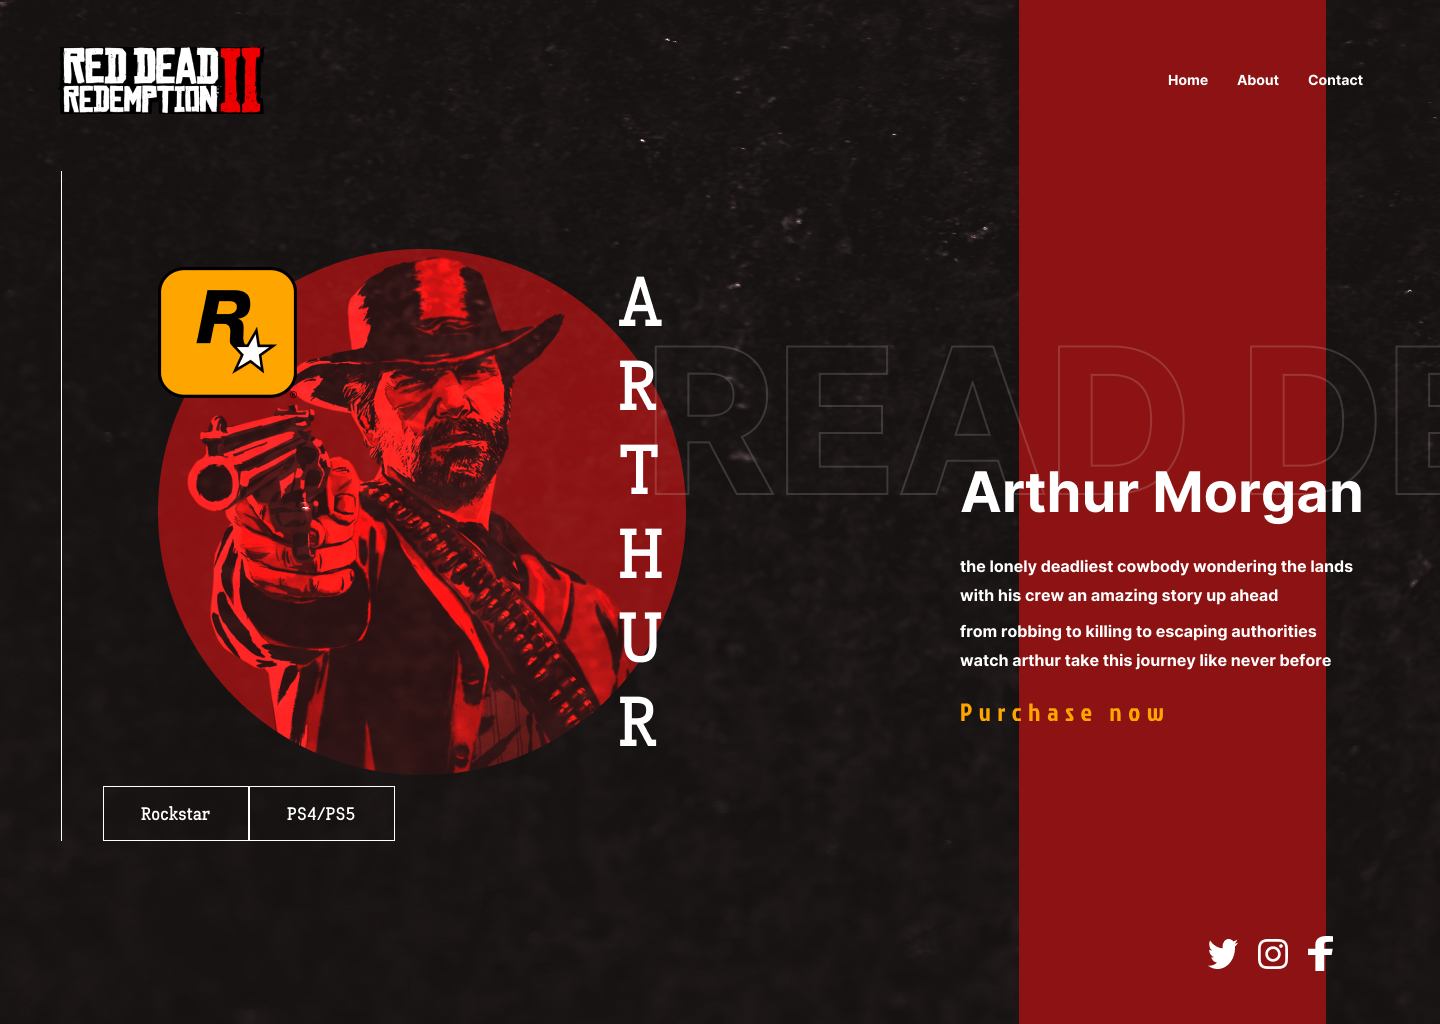 RED DEAD
REDEMPTION II
Home About Contact
R
ARTHUR
READ DE
Arthur Morgan
the lonely deadliest cowbody wondering the lands
with his crew an amazing story up ahead
from robbing to killing to escaping authorities
watch arthur take this journey like never before
Purchase now
Rockstar PS4/PS5